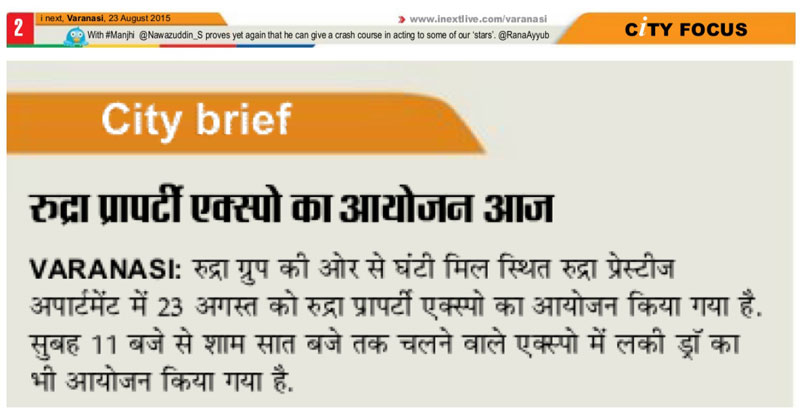 2
i next, Varanasi, 23 August 2015
www.inextlive.com/varanasi
With #Manjhi @Nawazuddin_S proves yet again that he can give a crash course in acting to some of our 'stars'. @RanaAyyub
CiTY FOCUS
City brief
रुद्रा प्रापर्टी एक्स्पो का आयोजन आज
VARANASI: रुद्रा ग्रुप की ओर से घंटी मिल स्थित रुद्रा प्रेस्टीज
अपार्टमेंट में 23 अगस्त को रुद्रा प्रापर्टी एक्स्पो का आयोजन किया गया है.
सुबह 11 बजे से शाम सात बजे तक चलने वाले एक्स्पो में लकी ड्रॉ का
भी आयोजन किया गया है.